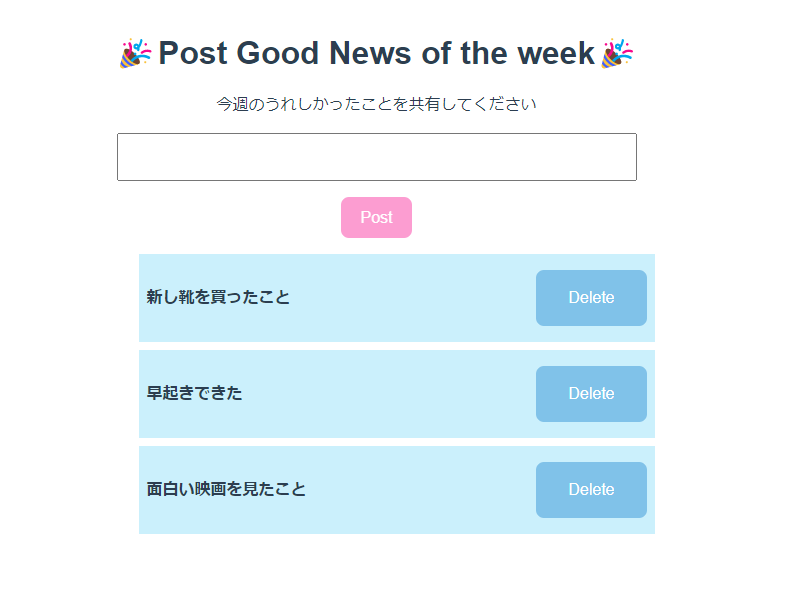 🎉 Post Good News of the week 🎉
今週のうれしかったことを共有してください
Post
新し靴を買ったこと
Delete
早起きできた
Delete
面白い映画を見たこと
Delete